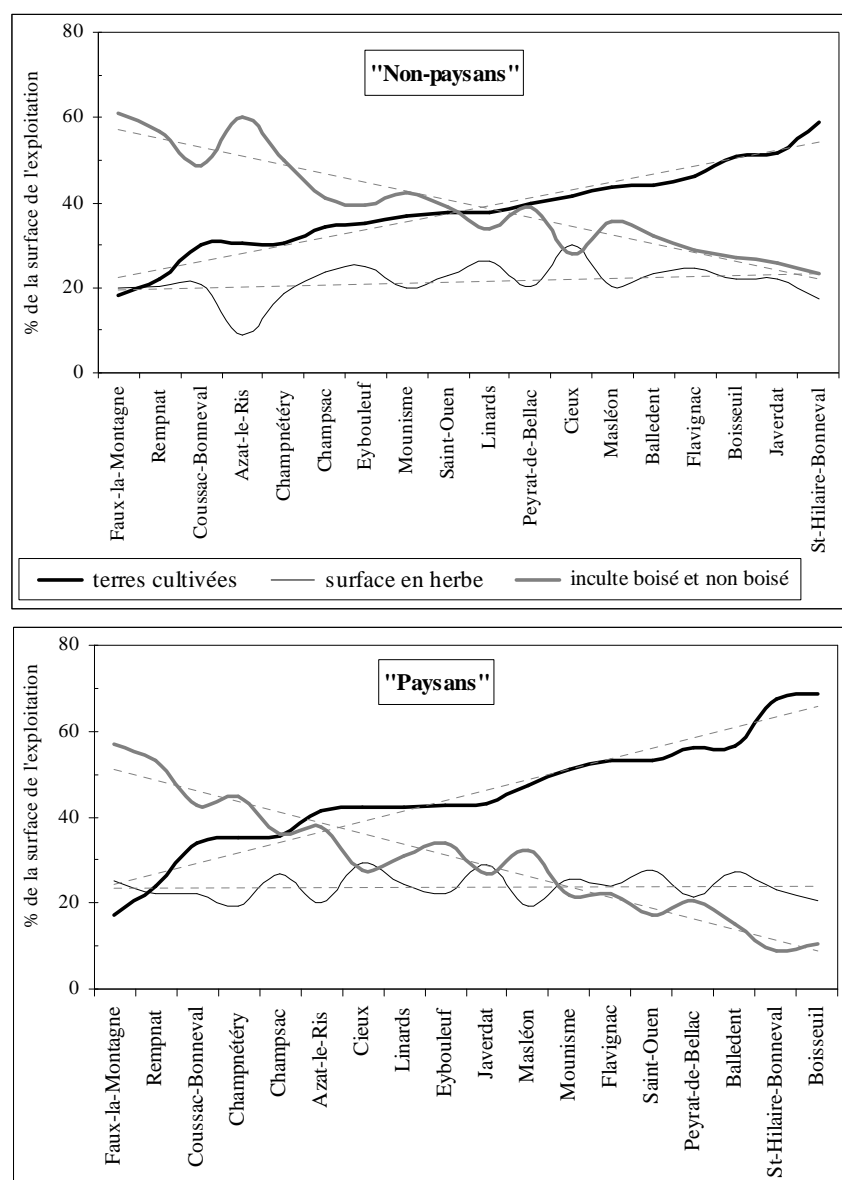 "Non-paysans"
% de la surface de l'exploitation
80
60
40
20
0
Faux-la-Montagne
Rempnat
Coussac-Bonneval
Azat-le-Ris
Champnétéry
Champsac
Eybouleuf
Mounisme
Saint-Ouen
Linards
Peyrat-de-Bellac
Cieux
Masléon
Balledent
Flavignac
Boisseuil
Javerdat
St-Hilaire-Bonneval
terres cultivées
surface en herbe
inculte boisé et non boisé
"Paysans"
% de la surface de l'exploitation
80
60
40
20
0
Faux-la-Montagne
Rempnat
Coussac-Bonneval
Champnétéry
Champsac
Azat-le-Ris
Cieux
Linards
Eybouleuf
Javerdat
Masléon
Mounisme
Flavignac
Saint-Ouen
Peyrat-de-Bellac
Balledent
St-Hilaire-Bonneval
Boisseuil